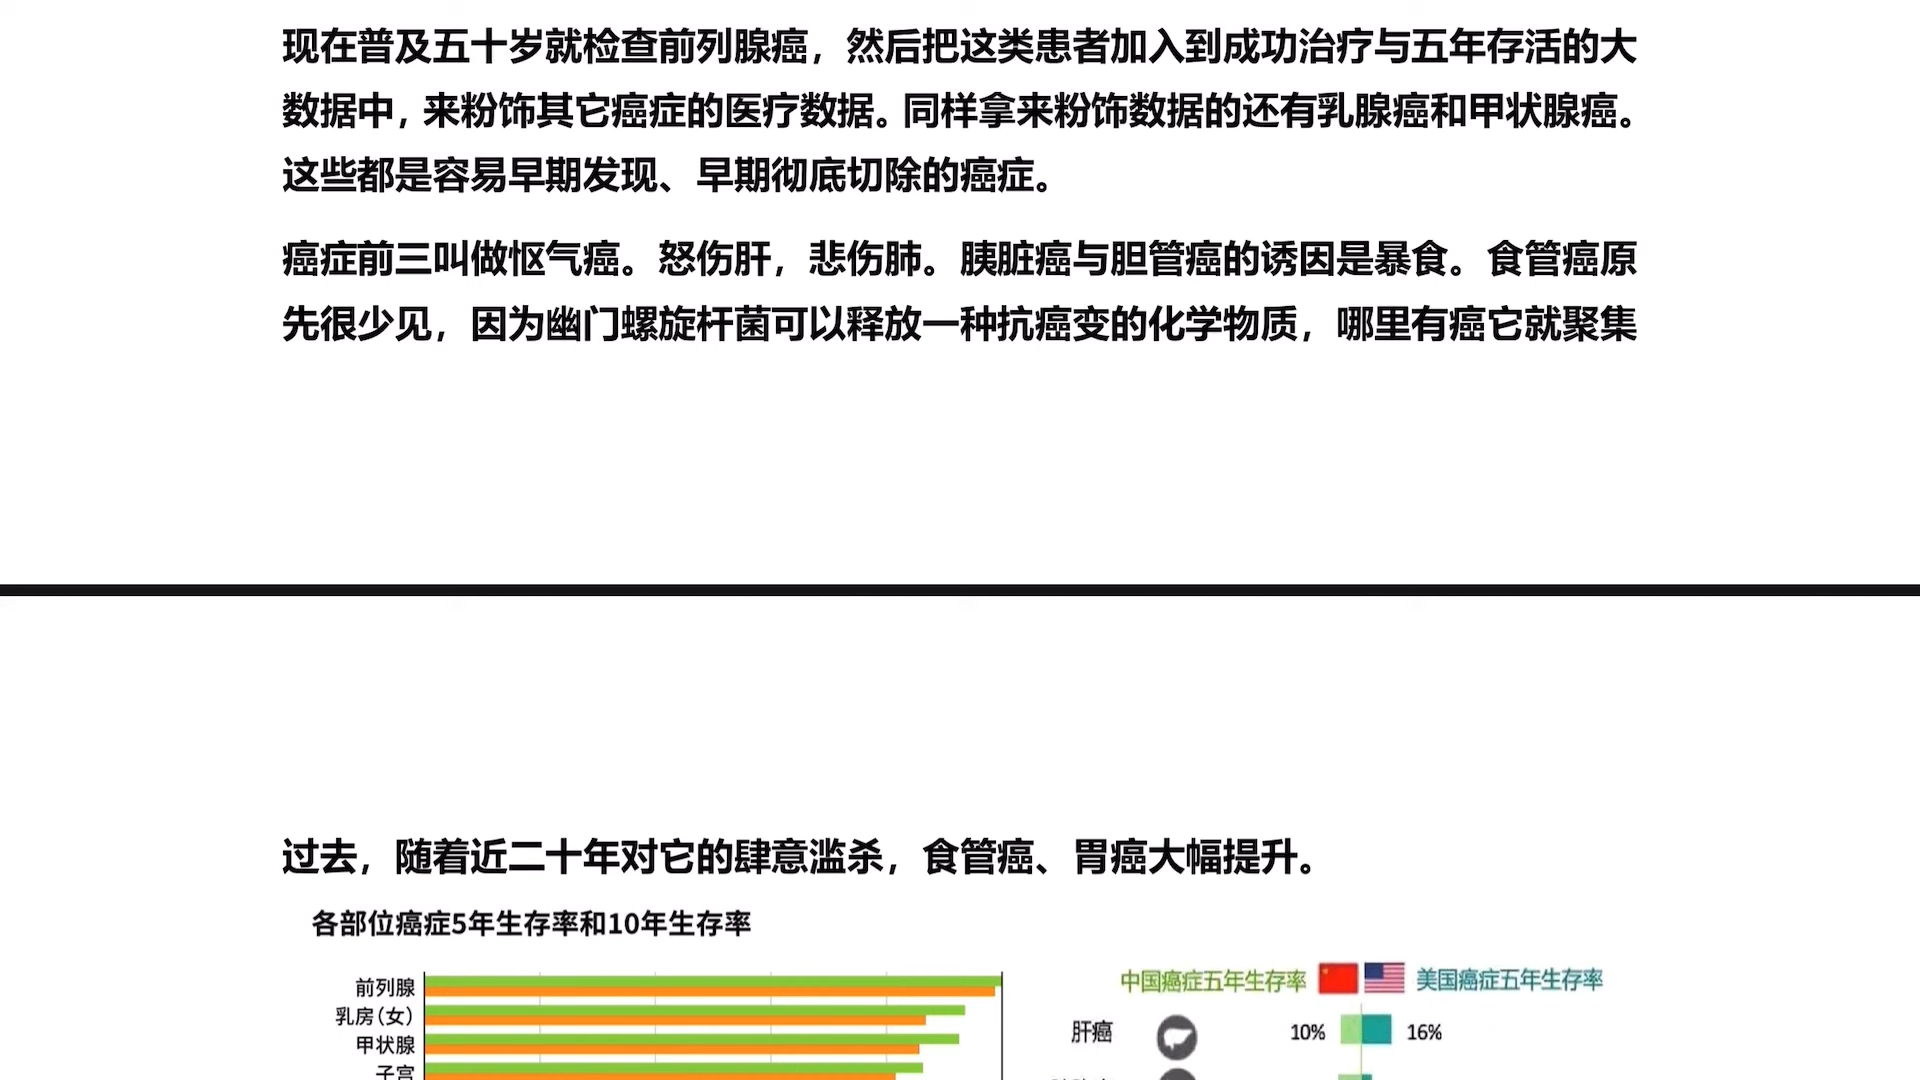 现在普及五十岁就检查前列腺癌，然后把这类患者加入到成功治疗与五年存活的大
数据中，来粉饰其它癌症的医疗数据。同样拿来粉饰数据的还有乳腺癌和甲状腺癌。
这些都是容易早期发现、早期彻底切除的癌症。
癌症前三叫做怄气癌。怒伤肝，悲伤肺。胰脏癌与胆管癌的诱因是暴食。食管癌原
先很少见，因为幽门螺旋杆菌可以释放一种抗癌变的化学物质，哪里有癌它就聚集
过去，随着近二十年对它的肆意滥杀，食管癌、胃癌大幅提升。
各部位癌症5年生存率和10年生存率
前列腺
乳房（女）
甲状腺
子宫
中国癌症五年生存率
美国癌症五年生存率
肝癌
10%
16%